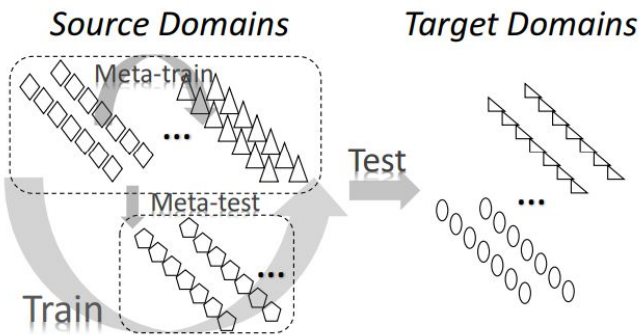 Source Domains
Target Domains
Meta-train
...
Test
Meta-test
...
...
Train